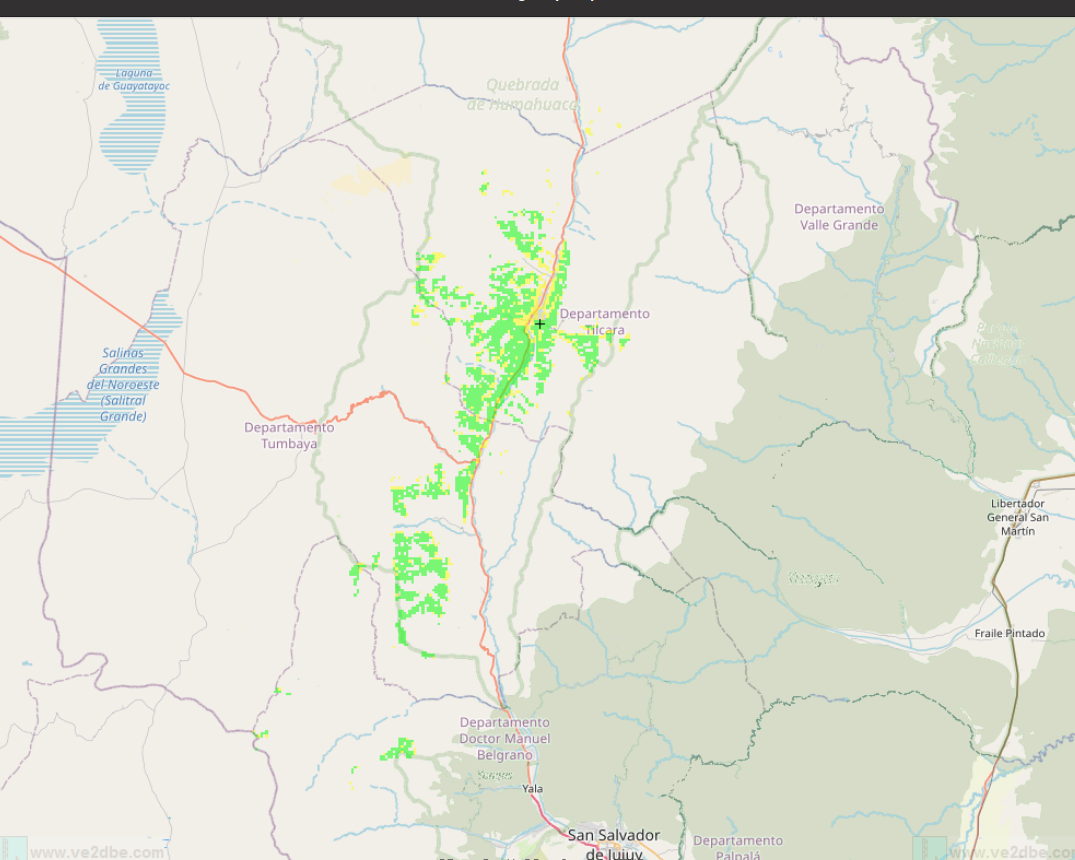 Laguna
de Guayatayoc
Quebrada
de Humahuaca
Departamento
Valle Grande
Departamento
Tilcara
Salinas
Grandes
del Noroeste
(Salitral
Grande)
Departamento
Tumbaya
Libertador
General San
Martín
Fraile Pintado
Departamento
Doctor Manuel
Belgrano
Yala
San Salvador
de Jujuy
Departamento
Palpalá
www.ve2dbe.com
www.ve2dbe.com